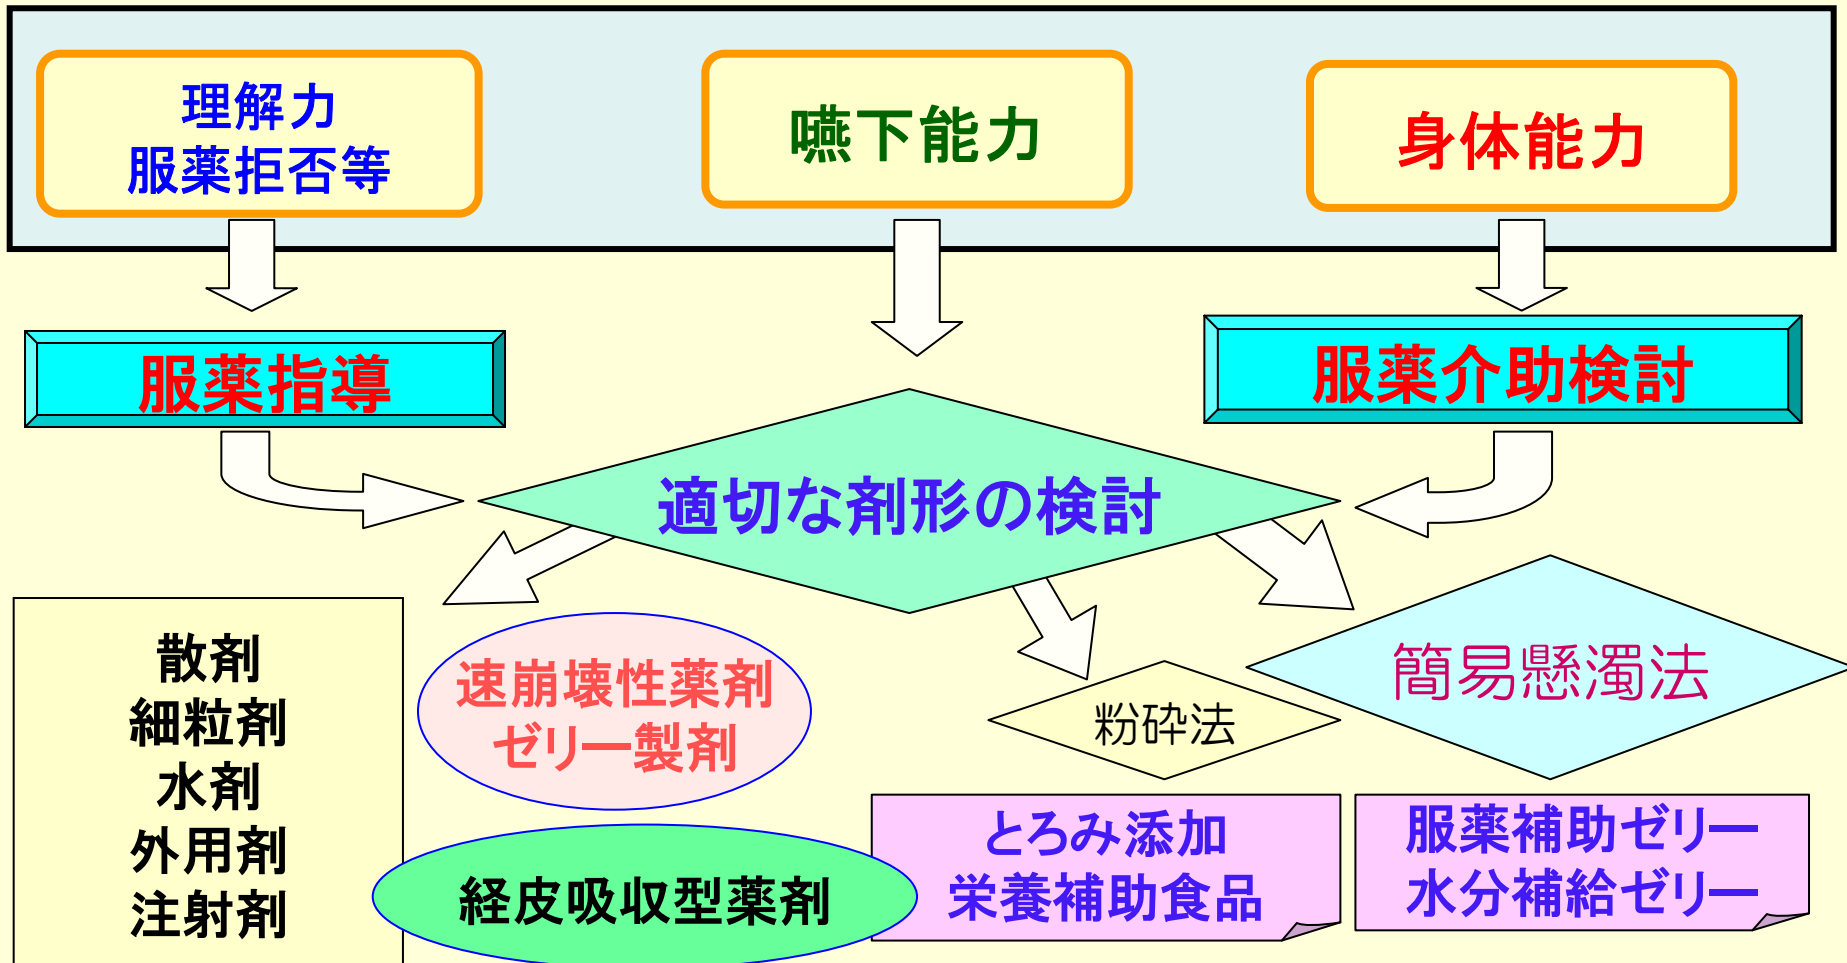 理解力
服薬拒否等
嚥下能力
身体能力
服薬指導
服薬介助検討
適切な剤形の検討
散剤
細粒剤
水剤
外用剤
注射剤
速崩壊性薬剤
ゼリー製剤
経皮吸収型薬剤
粉砕法
簡易懸濁法
とろみ添加
栄養補助食品
服薬補助ゼリー
水分補給ゼリー